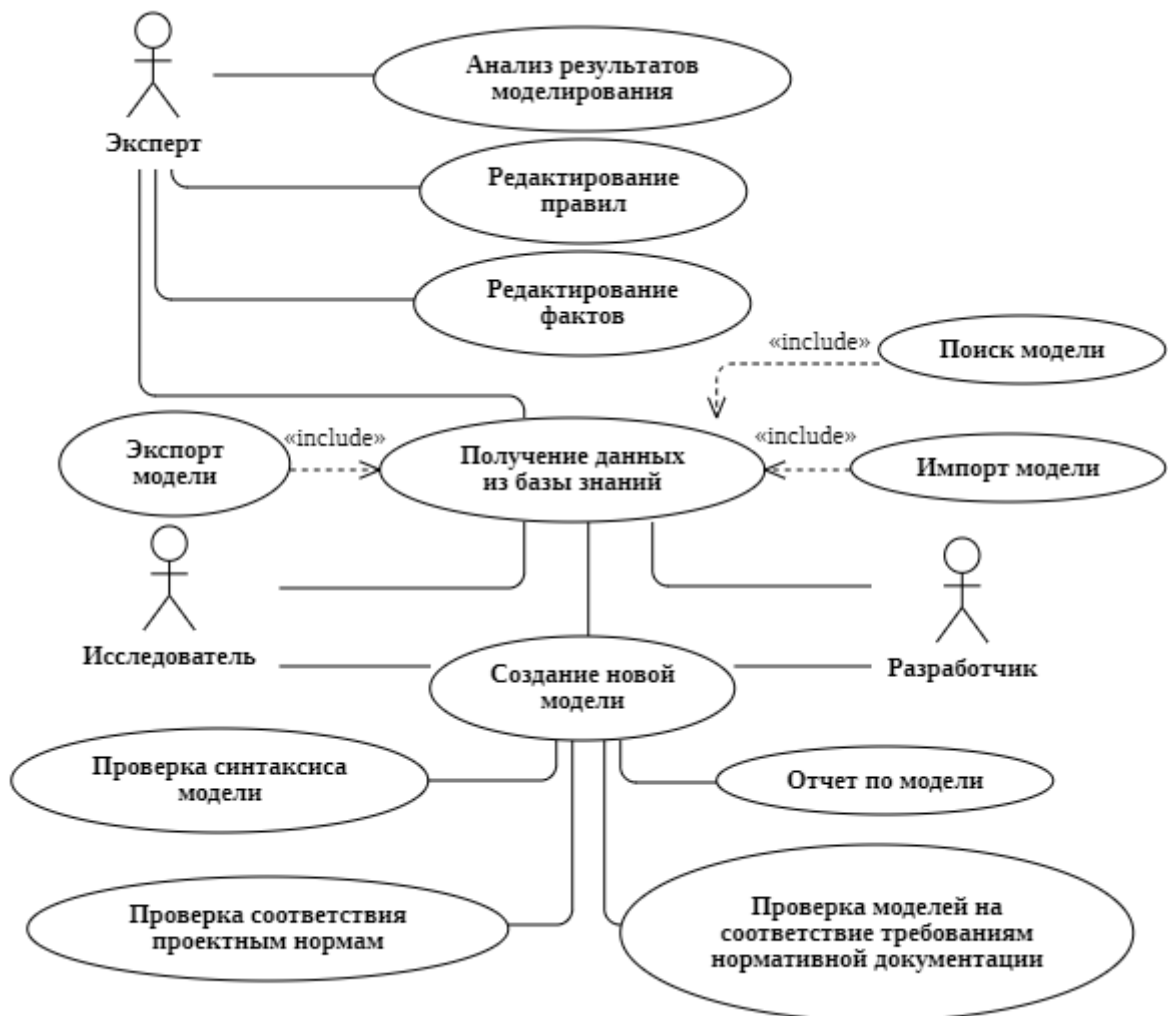 Анализ результатов
моделирования
Эксперт
Редактирование
правил
Редактирование
фактов
«include»
Поиск модели
Экспорт
модели
«include»
Получение данных
из базы знаний
«include»
Импорт модели
Исследователь
Разработчик
Создание новой
модели
Проверка синтаксиса
модели
Отчет по модели
Проверка соответствия
проектным нормам
Проверка моделей на
соответствие требованиям
нормативной документации